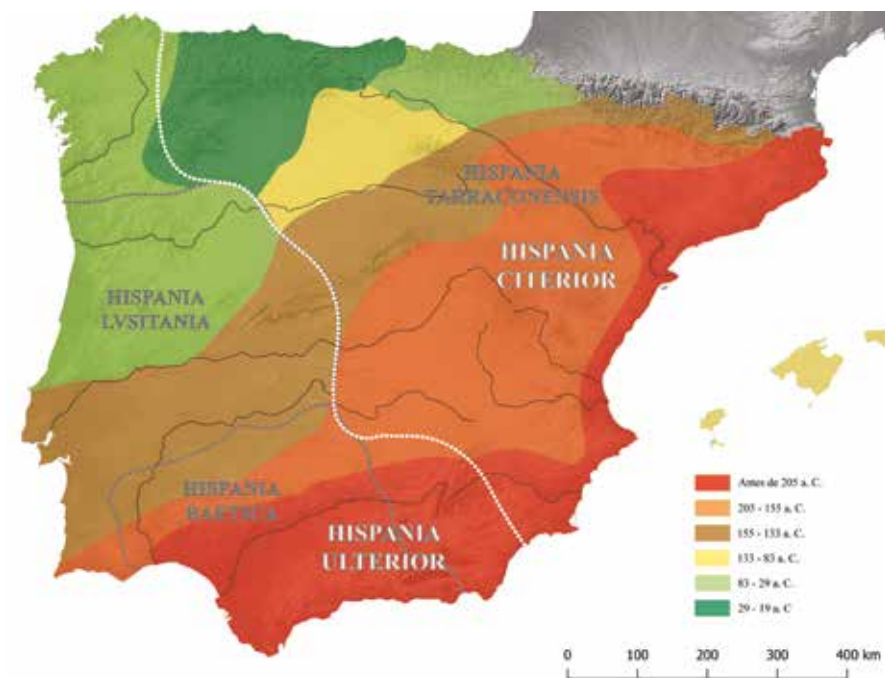 HISPANIA
TARRACONENSIS
HISPANIA
CITERIOR
HISPANIA
LVSITANIA
HISPANIA
BAETICA
HISPANIA
ULTERIOR
Antes de 205 a. C.
205 - 155 a. C.
155 - 133 a. C.
133 - 83 a. C.
83 - 29 a. C.
29 - 19 a. C
0 100 200 300 400 km